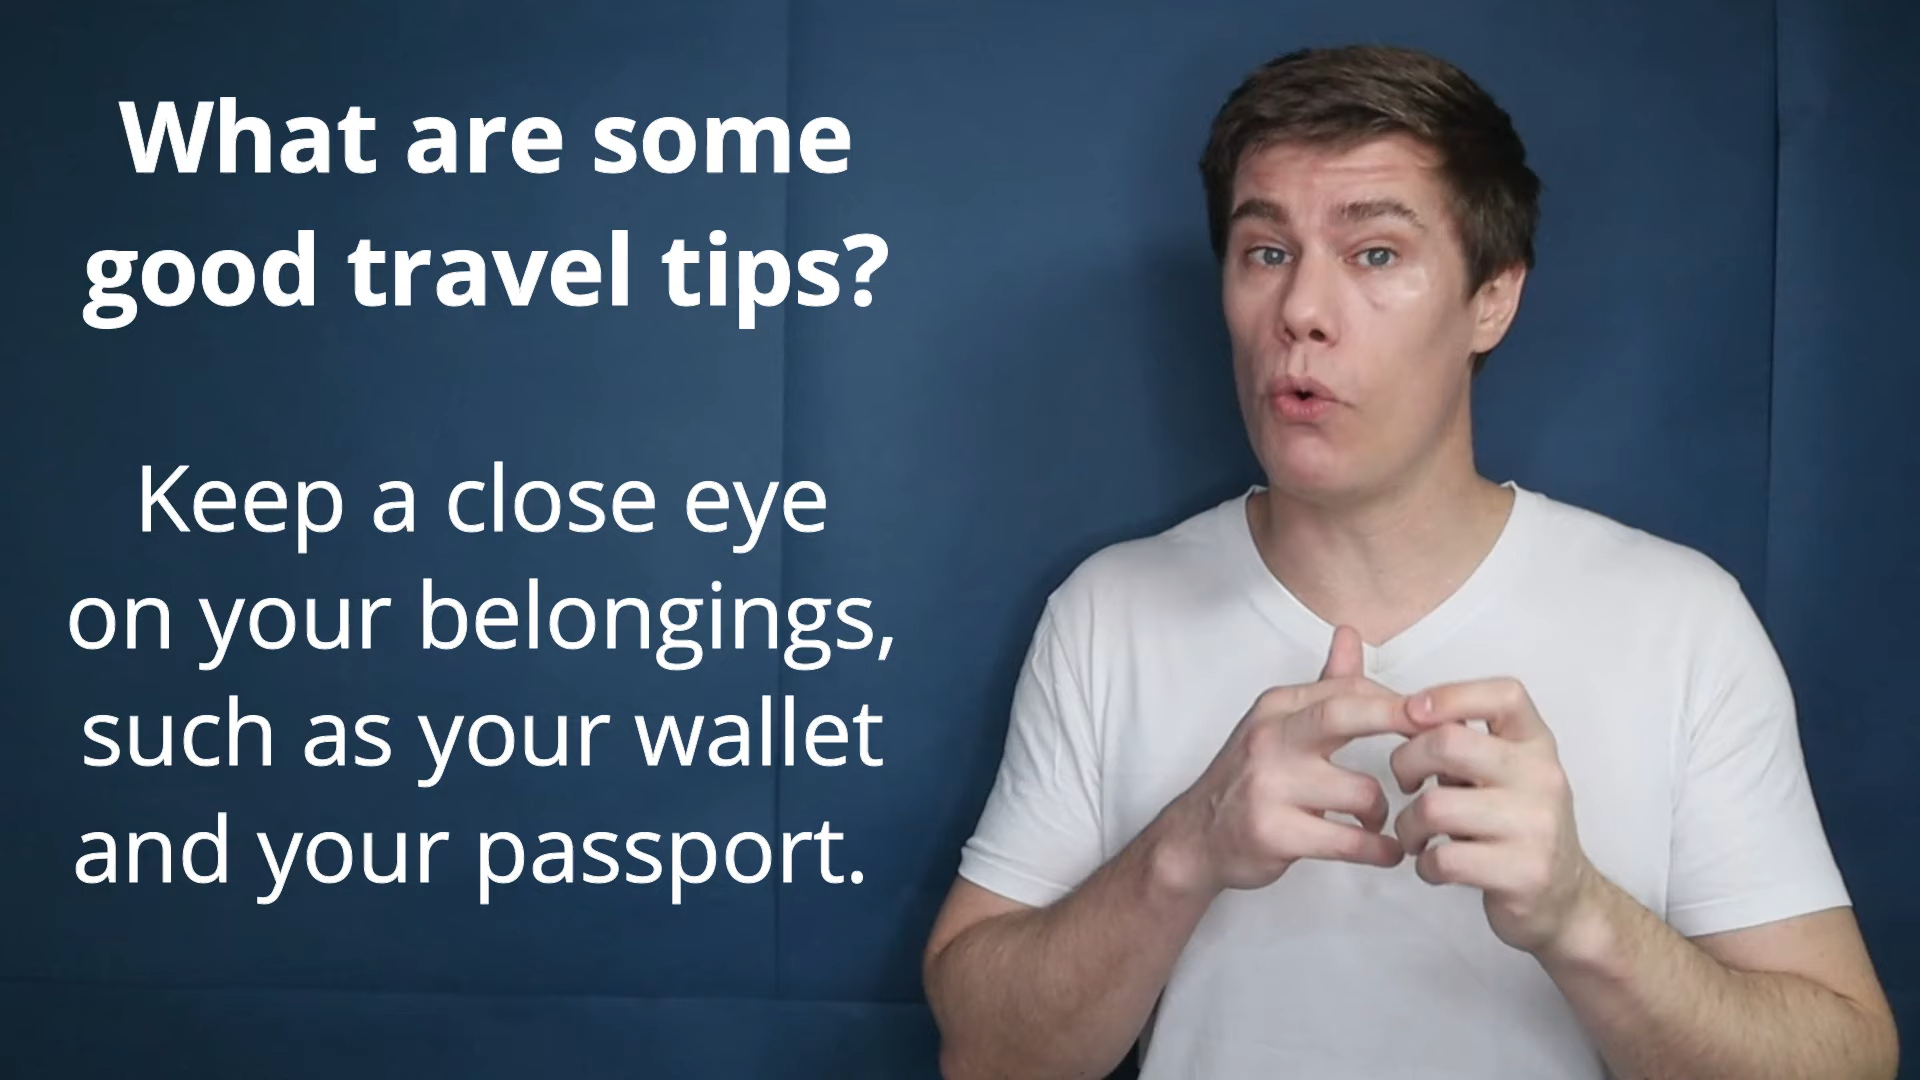 What are some
good travel tips?
Keep a close eye
on your belongings,
such as your wallet
and your passport.